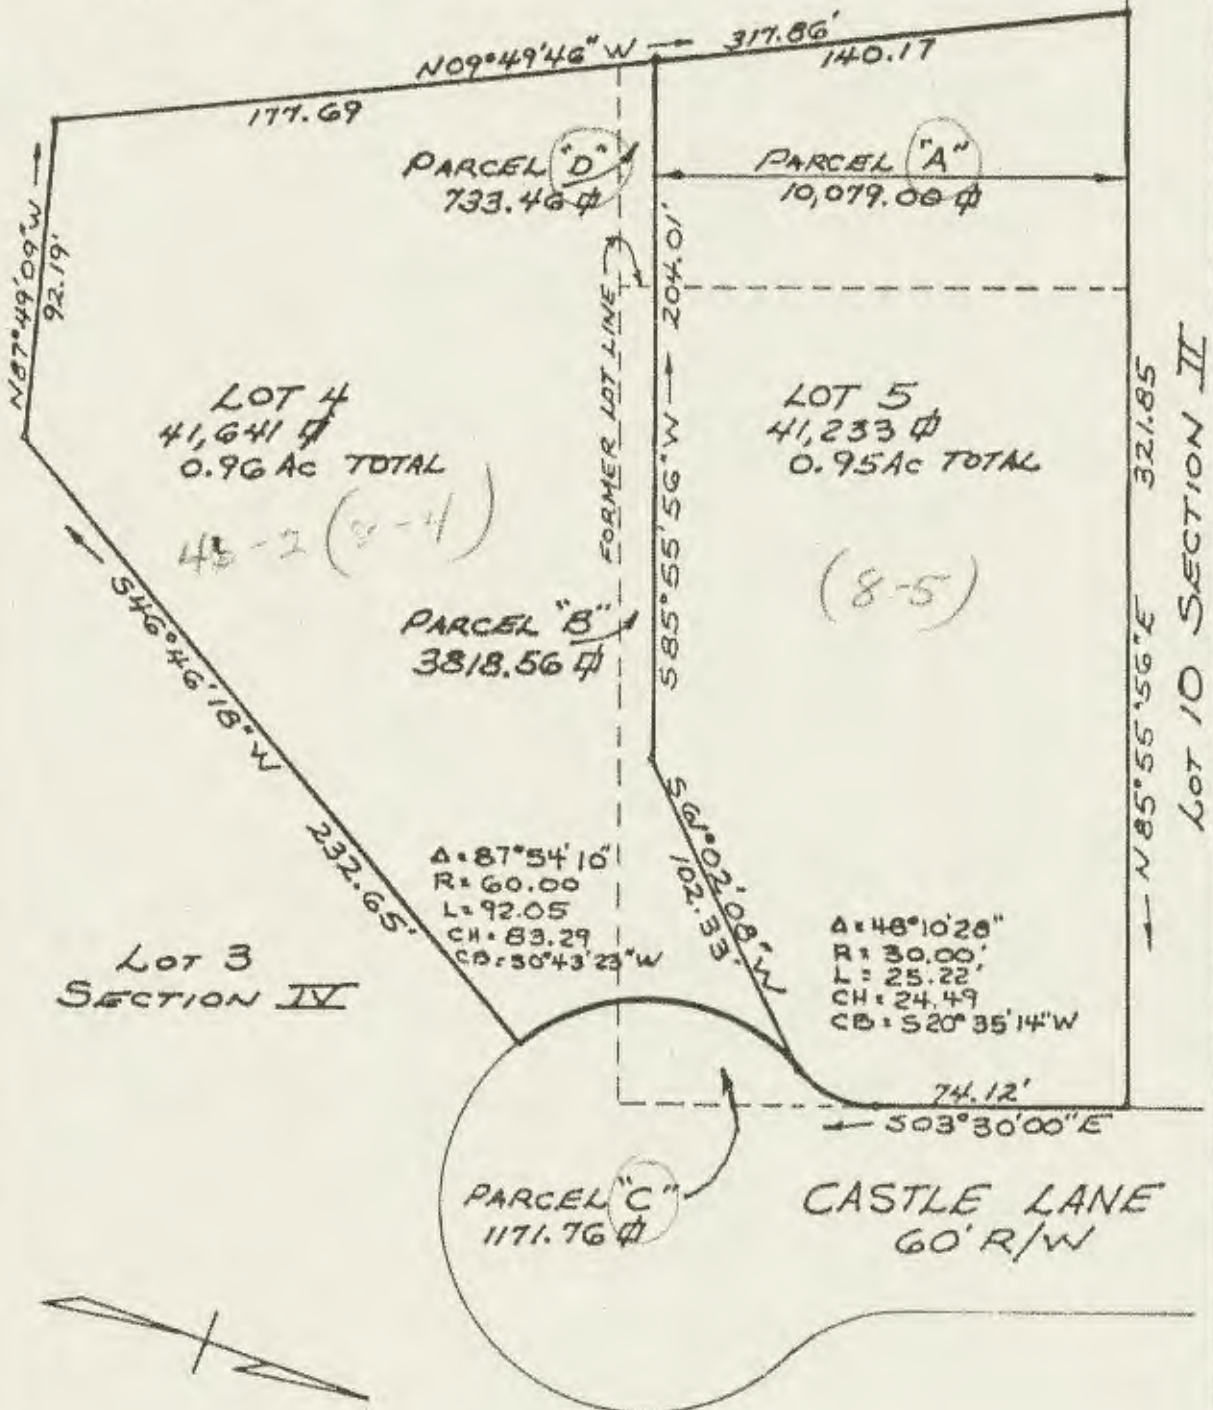 N09°49'46"W 317.86'
177.69
140.17
PARCEL "D"
733.46 ⏍
PARCEL "A"
10,079.00 ⏍
N87°49'09"W
92.19'
FORMER LOT LINE
204.01'
S85°55'56"W
LOT 4
41,641 ⏍
0.96 Ac TOTAL
(8-4)
LOT 5
41,233 ⏍
0.95Ac TOTAL
(8-5)
321.85
N85°55'56"E
LOT 10 SECTION II
PARCEL "B"
3818.56 ⏍
S46°46'18"W
232.65'
S61°02'08"W
102.33'
Δ=87°54'10"
R=60.00
L=92.05
CH=83.29
CB=S0°43'23"W
Δ=48°10'28"
R=30.00'
L=25.22'
CH=24.49
CB=S20°35'14"W
LOT 3
SECTION IV
74.12'
S03°30'00"E
PARCEL "C"
1171.76 ⏍
CASTLE LANE
60' R/W